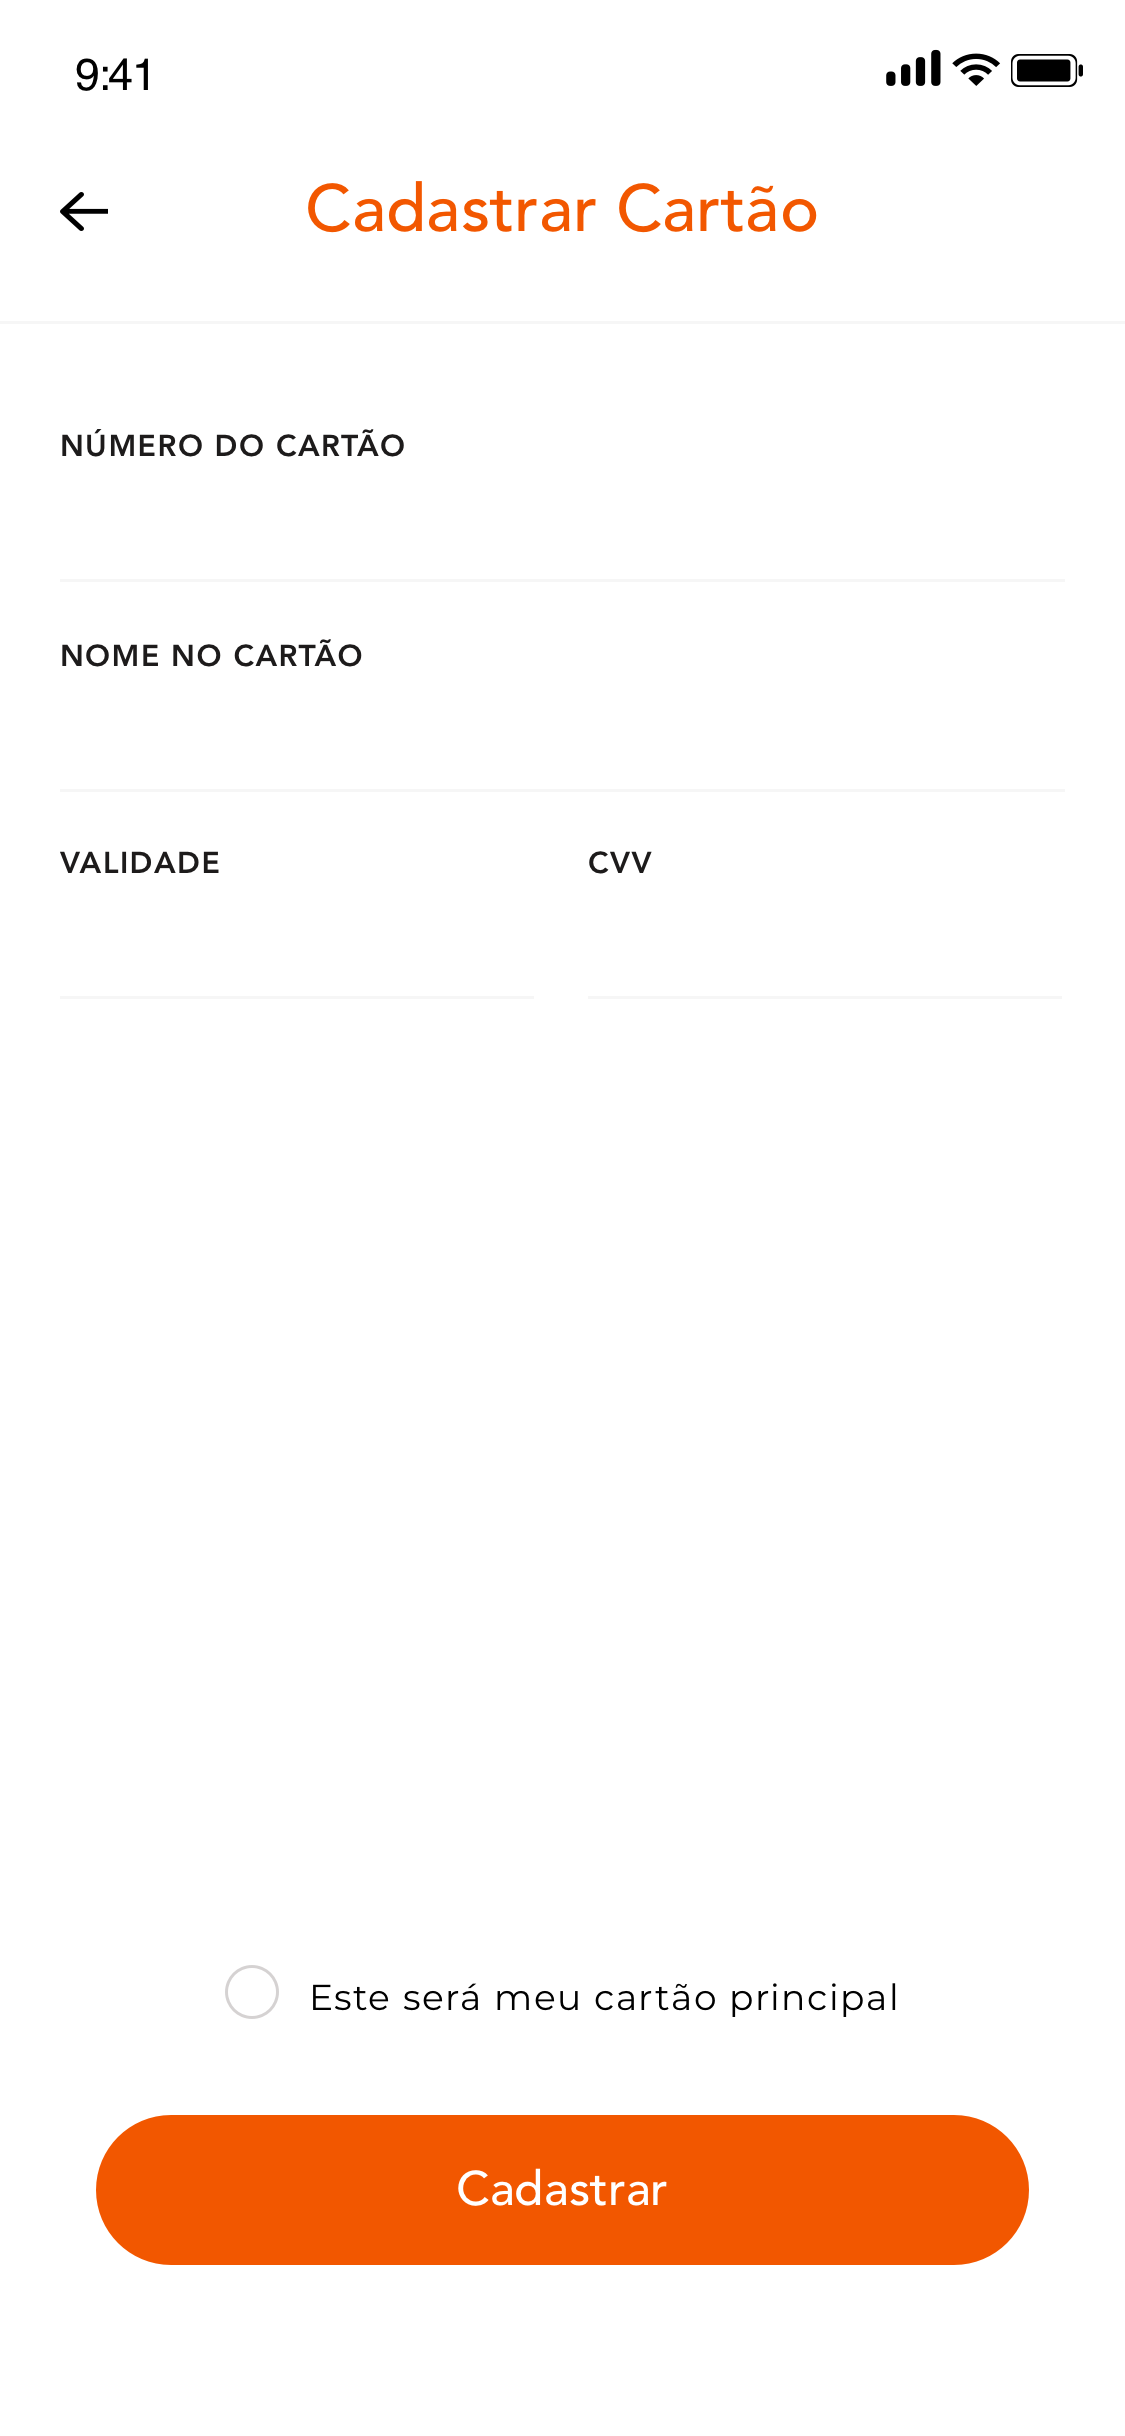 9:41
Cadastrar Cartão
NÚMERO DO CARTÃO
NOME NO CARTÃO
VALIDADE
CVV
Este será meu cartão principal
Cadastrar